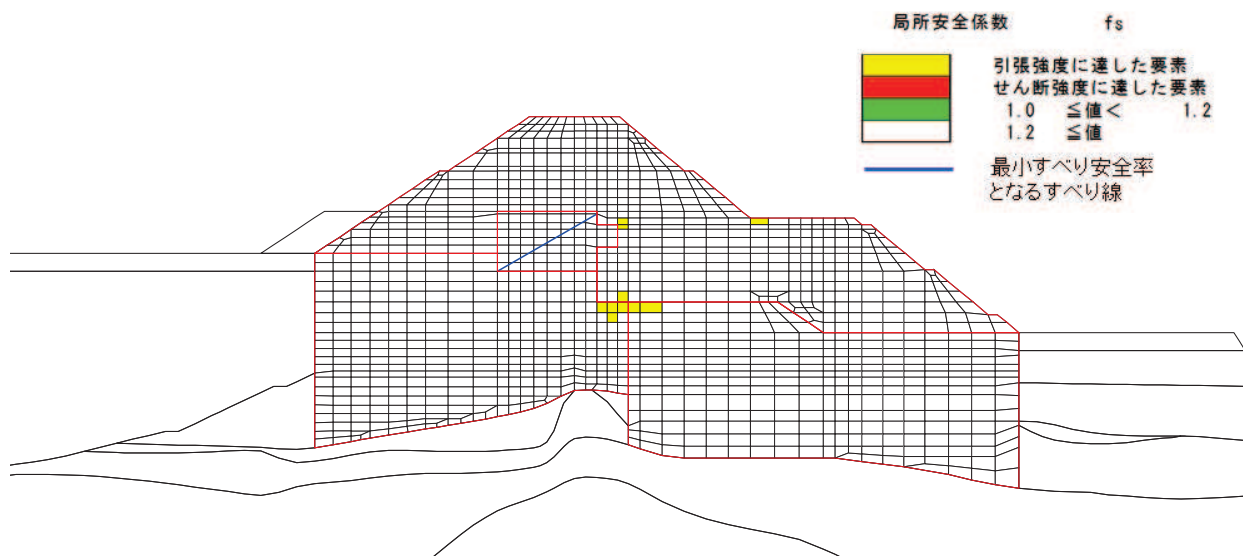 局所安全係数 fs
引張強度に達した要素
せん断強度に達した要素
1.0 ≦値< 1.2
1.2 ≦値
最小すべり安全率
となるすべり線